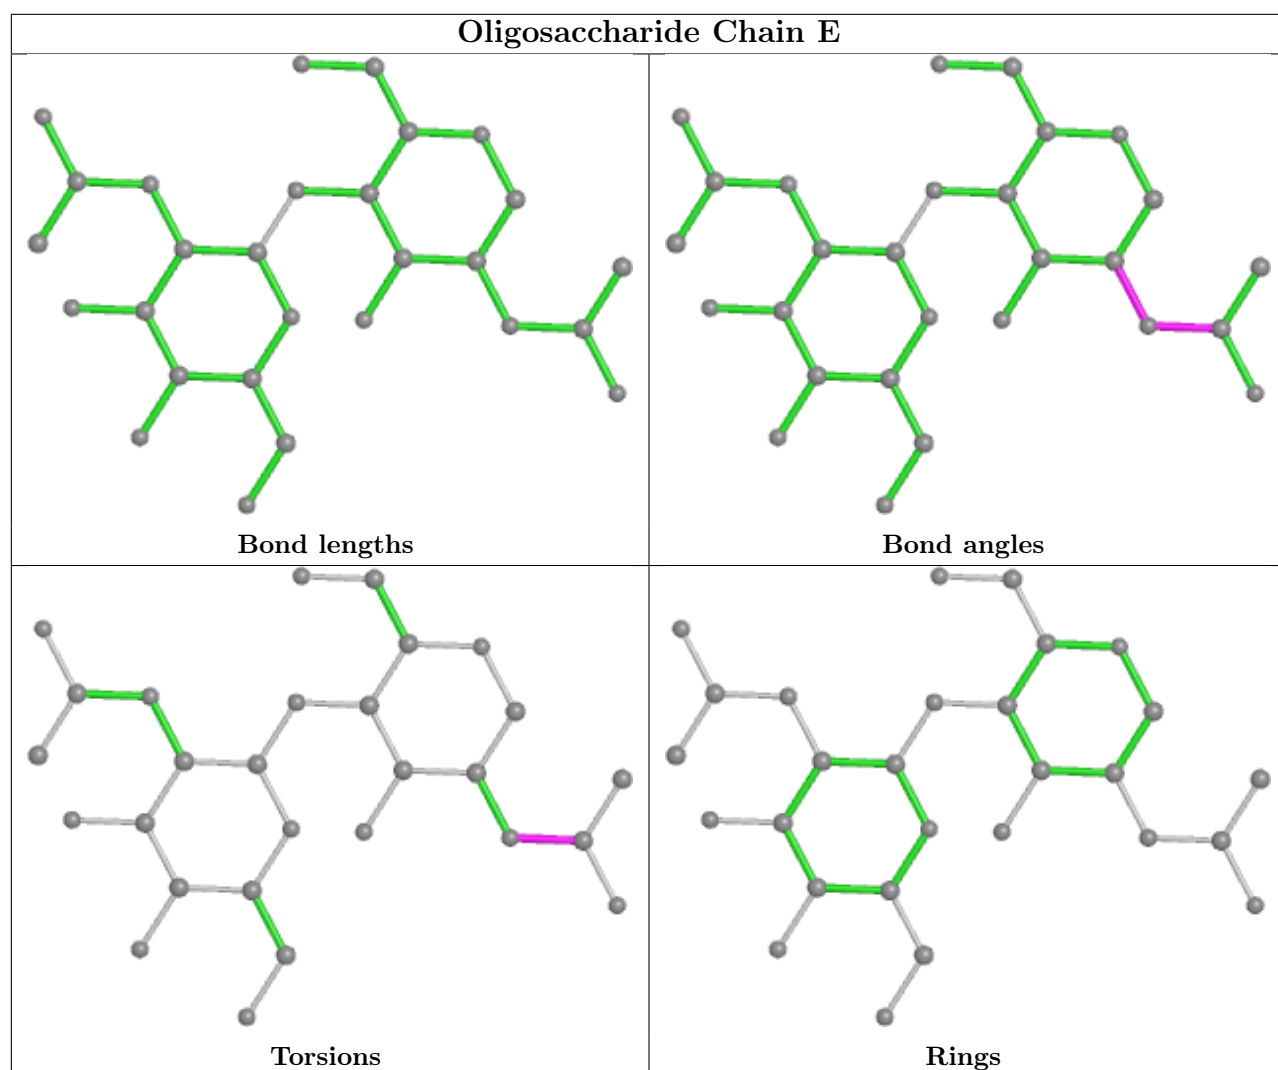 Oligosaccharide Chain E
Bond lengths
Bond angles
Torsions
Rings